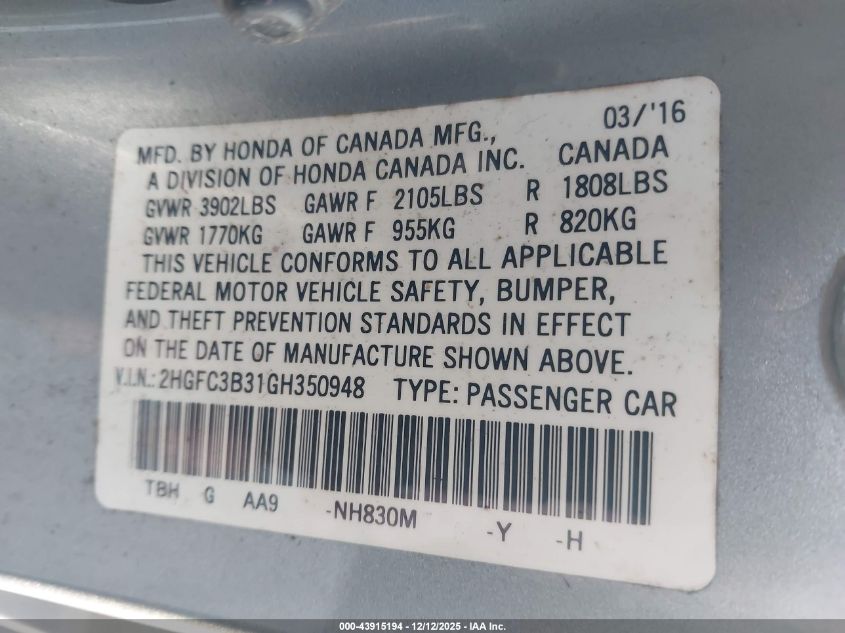 03/'16
MFD. BY HONDA OF CANADA MFG.,
A DIVISION OF HONDA CANADA INC. CANADA
GVWR 3902LBS GAWR F 2105LBS R 1808LBS
GVWR 1770KG GAWR F 955KG R 820KG
THIS VEHICLE CONFORMS TO ALL APPLICABLE
FEDERAL MOTOR VEHICLE SAFETY, BUMPER,
AND THEFT PREVENTION STANDARDS IN EFFECT
ON THE DATE OF MANUFACTURE SHOWN ABOVE.
V.I.N.: 2HGFC3B31GH350948 TYPE: PASSENGER CAR
TBH G AA9 -NH830M -Y -H
000-43915194 - 12/12/2025 - IAA Inc.